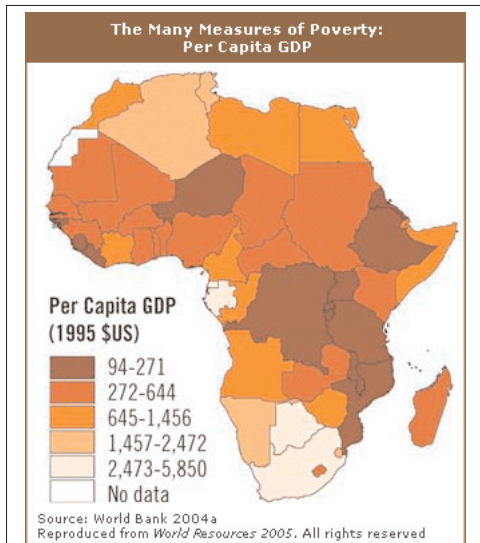 The Many Measures of Poverty:
Per Capita GDP
Per Capita GDP
(1995 $US)
94-271
272-644
645-1,456
1,457-2,472
2,473-5,850
No data
Source: World Bank 2004a
Reproduced from World Resources 2005. All rights reserved